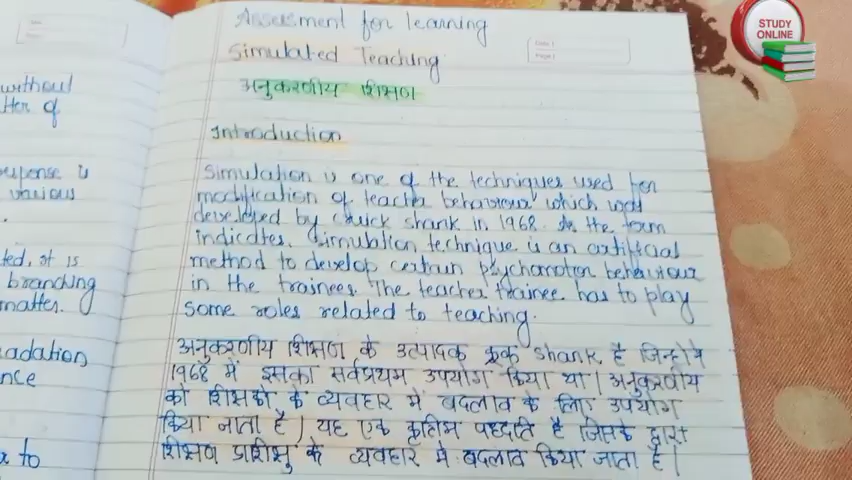 Assessment for learning
Simulated Teaching
अनुकरणीय शिक्षण
Introduction
Simulation is one of the techniques used for
modification of teacher behaviour which was
developed by Cruck shank in 1968. As the term
indicates, simulation technique is an artificial
method to develop certain psychomotor behaviour
in the trainees. The teacher trainee has to play
some roles related to teaching.
अनुकरणीय शिक्षण के उत्पादक क्रुक shank है जिन्होंने
1968 में इसका सर्वप्रथम उपयोग किया था। अनुकरणीय
को शिक्षकों के व्यवहार में बदलाव के लिए उपयोग
किया जाता है। यह एक कृत्रिम पद्धति है जिसके द्वारा
शिक्षण प्रशिक्षु के व्यवहार में बदलाव किया जाता है।
without
tter of
esponse is
various
ted, it is
branding
matter.
adation
nce
to
STUDY
ONLINE